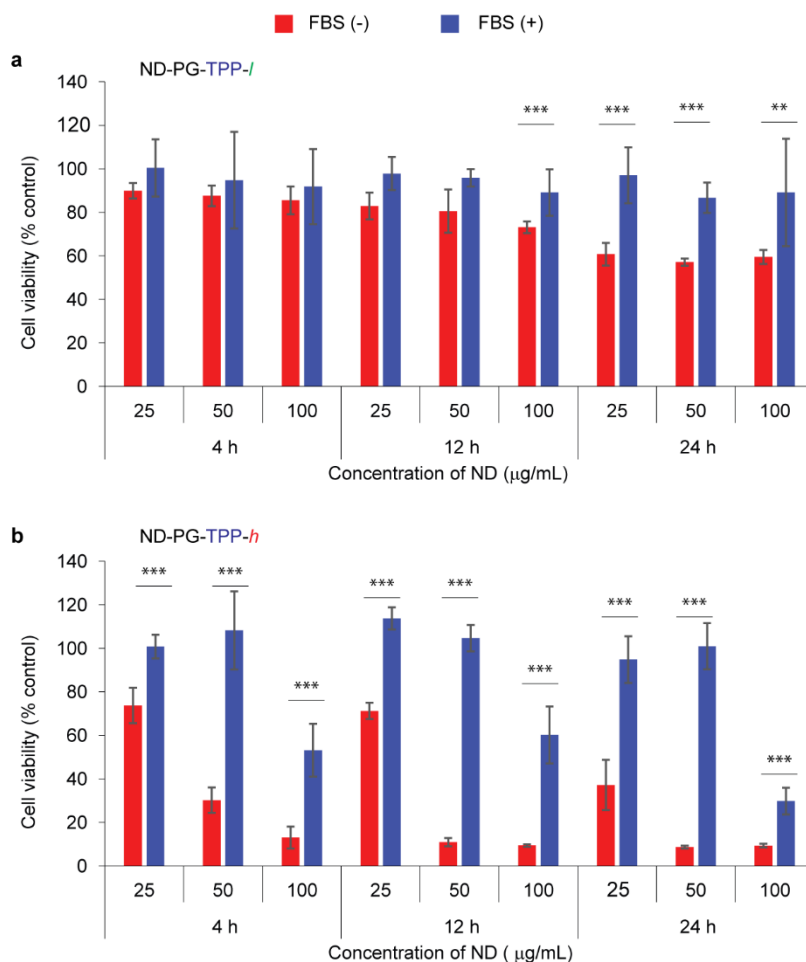 FBS (-) FBS (+)
a ND-PG-TPP-l
140
120
100
80
60
40
20
0
Cell viability (% control)
*** *** *** **
25 50 100 25 50 100 25 50 100
4 h 12 h 24 h
Concentration of ND (μg/mL)
b ND-PG-TPP-h
140
120
100
80
60
40
20
0
Cell viability (% control)
*** *** *** *** *** *** *** *** ***
25 50 100 25 50 100 25 50 100
4 h 12 h 24 h
Concentration of ND ( μg/mL)